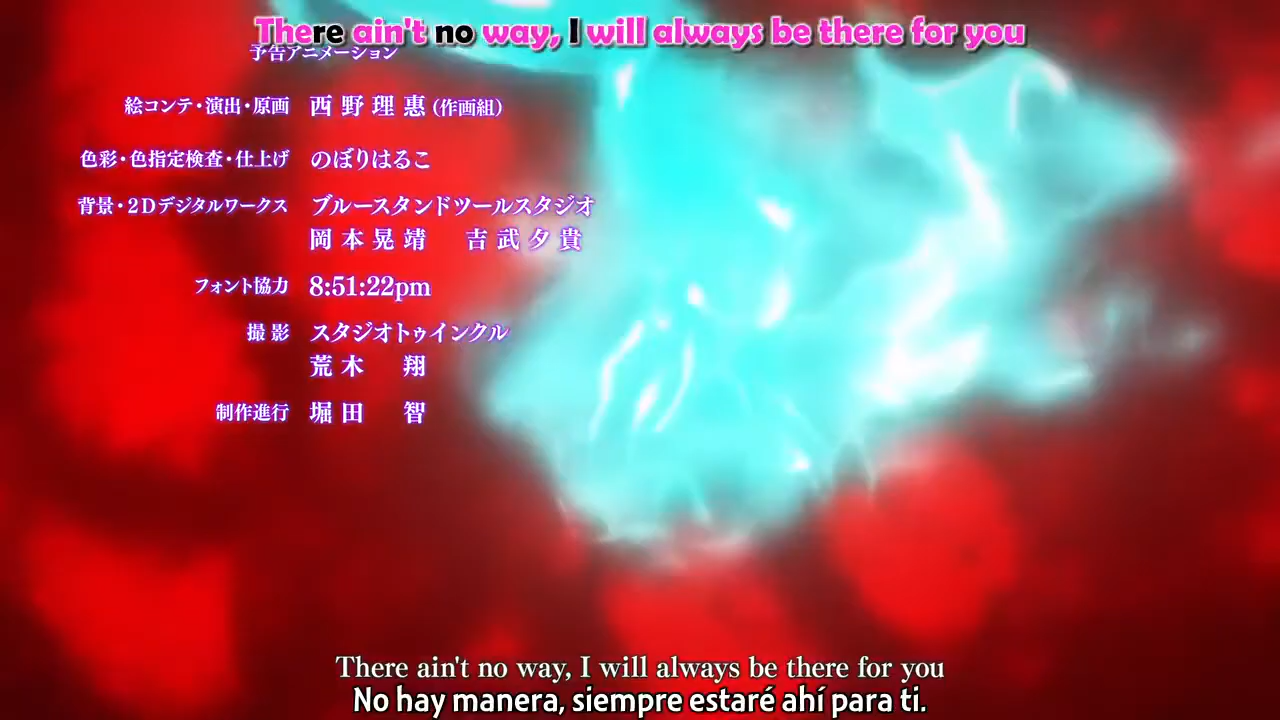 There ain't no way, I will always be there for you
予告アニメーション
絵コンテ・演出・原画 西野理惠(作画組)
色彩・色指定検査・仕上げ のぼりはるこ
背景・2Dデジタルワークス ブルースタンドツールスタジオ
岡本晃靖 吉武夕貴
フォント協力 8:51:22pm
撮影 スタジオトゥインクル
荒木 翔
制作進行 堀田 智
There ain't no way, I will always be there for you
No hay manera, siempre estaré ahí para ti.